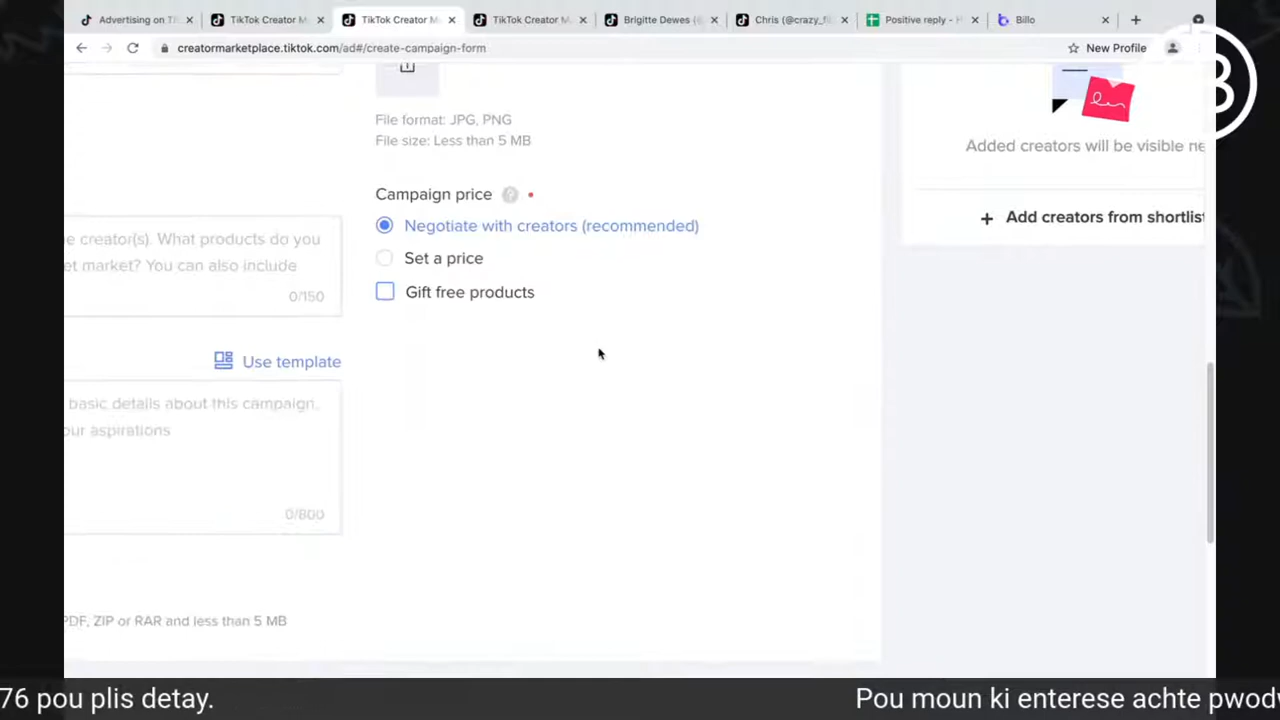 Advertising on Ti
TikTok Creator M
TikTok Creator M
TikTok Creator M
Brigitte Dewes (
Chris (@crazy_fi
Positive reply - H
Billo
creatormarketplace.tiktok.com/ad#/create-campaign-form
New Profile
File format: JPG, PNG
File size: Less than 5 MB
Added creators will be visible
Campaign price
Negotiate with creators (recommended)
+ Add creators from shortlist
e creator(s). What products do you
Set a price
et market? You can also include
Gift free products
0/150
Use template
basic details about this campaign,
our aspirations
0/800
PDF, ZIP or RAR and less than 5 MB
76 pou plis detay.
Pou moun ki enterese achte